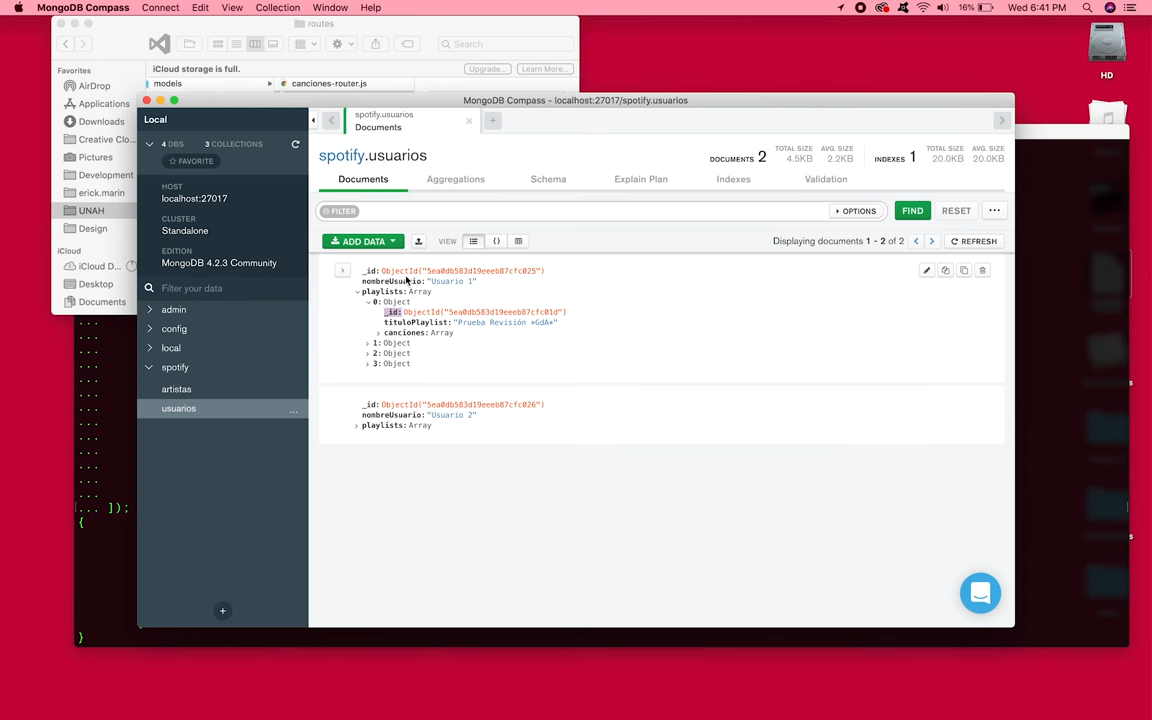 MongoDB Compass Connect Edit View Collection Window Help
16% Wed 6:41 PM
routes
Search
Favorites
iCloud storage is full. Upgrade... Learn More...
AirDrop
models canciones-router.js
Applications
Downloads
Creative Clo...
Pictures
Development
erick.marin
UNAH
Design
iCloud
iCloud D...
Desktop
Documents
HD
MongoDB Compass - localhost:27017/spotify.usuarios
Local
4 DBS 3 COLLECTIONS
FAVORITE
HOST
localhost:27017
CLUSTER
Standalone
EDITION
MongoDB 4.2.3 Community
Filter your data
admin
config
local
spotify
artistas
usuarios ...
+
spotify.usuarios
Documents
spotify.usuarios
DOCUMENTS 2 TOTAL SIZE 4.5KB AVG. SIZE 2.2KB INDEXES 1 TOTAL SIZE 20.0KB AVG. SIZE 20.0KB
Documents Aggregations Schema Explain Plan Indexes Validation
FILTER OPTIONS FIND RESET ...
ADD DATA VIEW {} Displaying documents 1 - 2 of 2 REFRESH
_id: ObjectId("5ea0db583d19eeeb87cfc025")
nombreUsuario: "Usuario 1"
playlists: Array
0: Object
_id: ObjectId("5ea0db583d19eeeb87cfc01d")
tituloPlaylist: "Prueba Revisión *GdA*"
canciones: Array
1: Object
2: Object
3: Object
_id: ObjectId("5ea0db583d19eeeb87cfc026")
nombreUsuario: "Usuario 2"
playlists: Array
...
...
...
...
...
...
...
...
...
...
...
...
...
... ]);
{
}